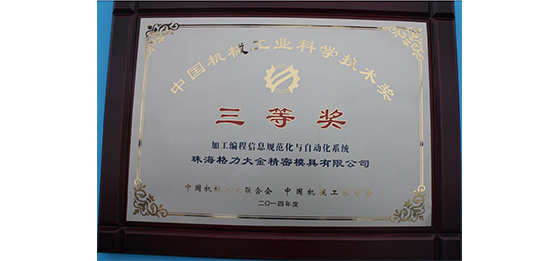 中国机械工业科学技术奖
三等奖
加工编程信息规范化与自动化系统
珠海格力大金精密模具有限公司
中国机械工业联合会 中国机械工程学会
二〇一四年度